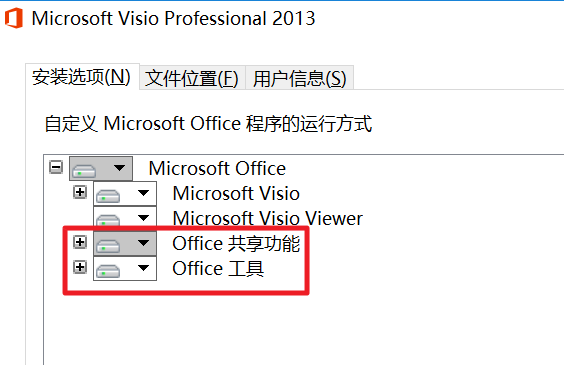 Microsoft Visio Professional 2013
安装选项(N) 文件位置(F) 用户信息(S)
自定义 Microsoft Office 程序的运行方式
Microsoft Office
Microsoft Visio
Microsoft Visio Viewer
Office 共享功能
Office 工具